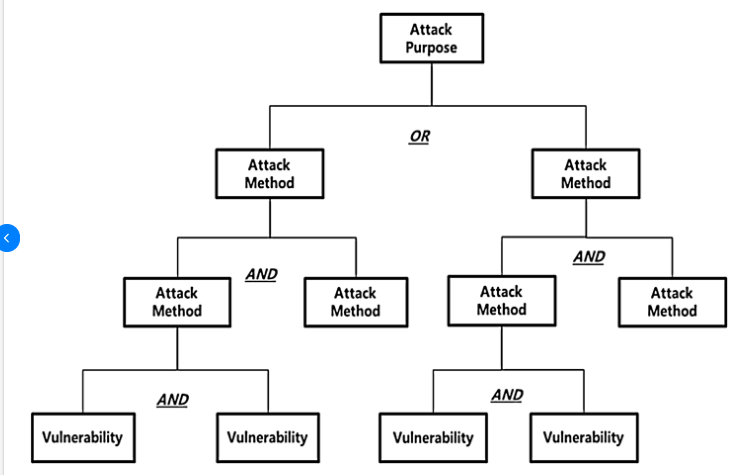 Attack
Purpose
OR
Attack
Method
Attack
Method
AND
AND
Attack
Method
Attack
Method
Attack
Method
Attack
Method
AND
AND
Vulnerability
Vulnerability
Vulnerability
Vulnerability